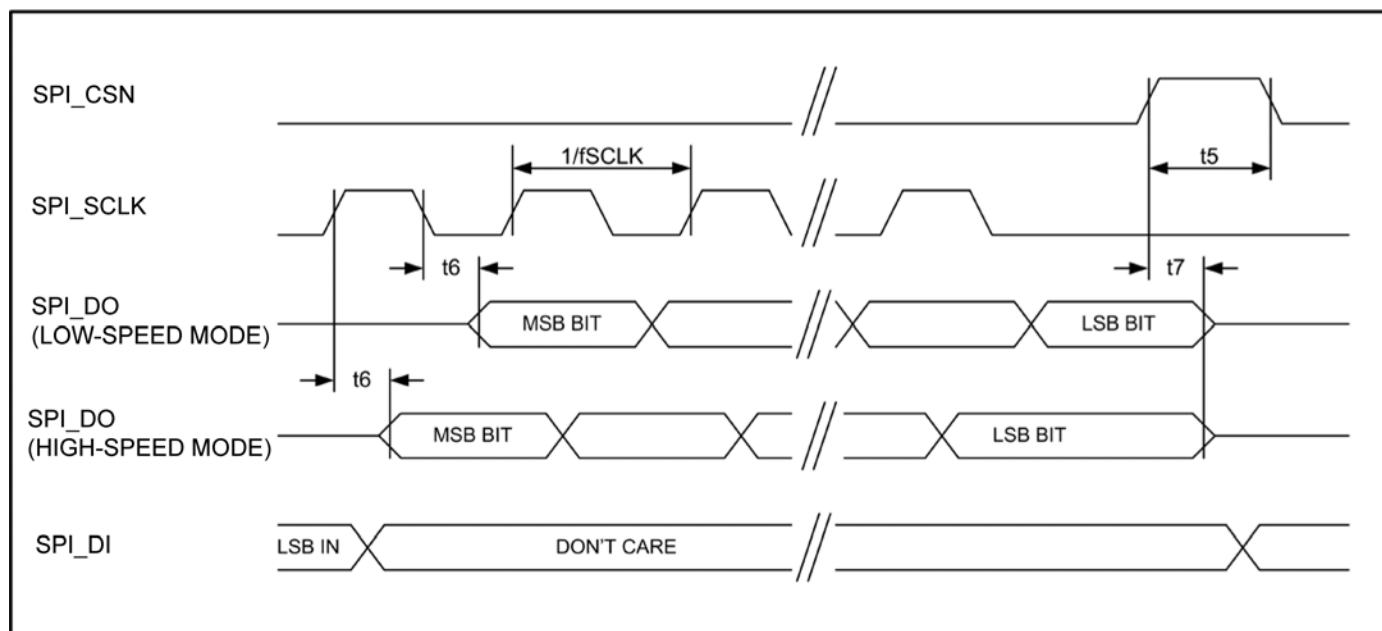 SPI_CSN
1/fSCLK
t5
SPI_SCLK
t6
t7
SPI_DO
(LOW-SPEED MODE)
MSB BIT
LSB BIT
t6
SPI_DO
(HIGH-SPEED MODE)
MSB BIT
LSB BIT
SPI_DI
LSB IN
DON'T CARE